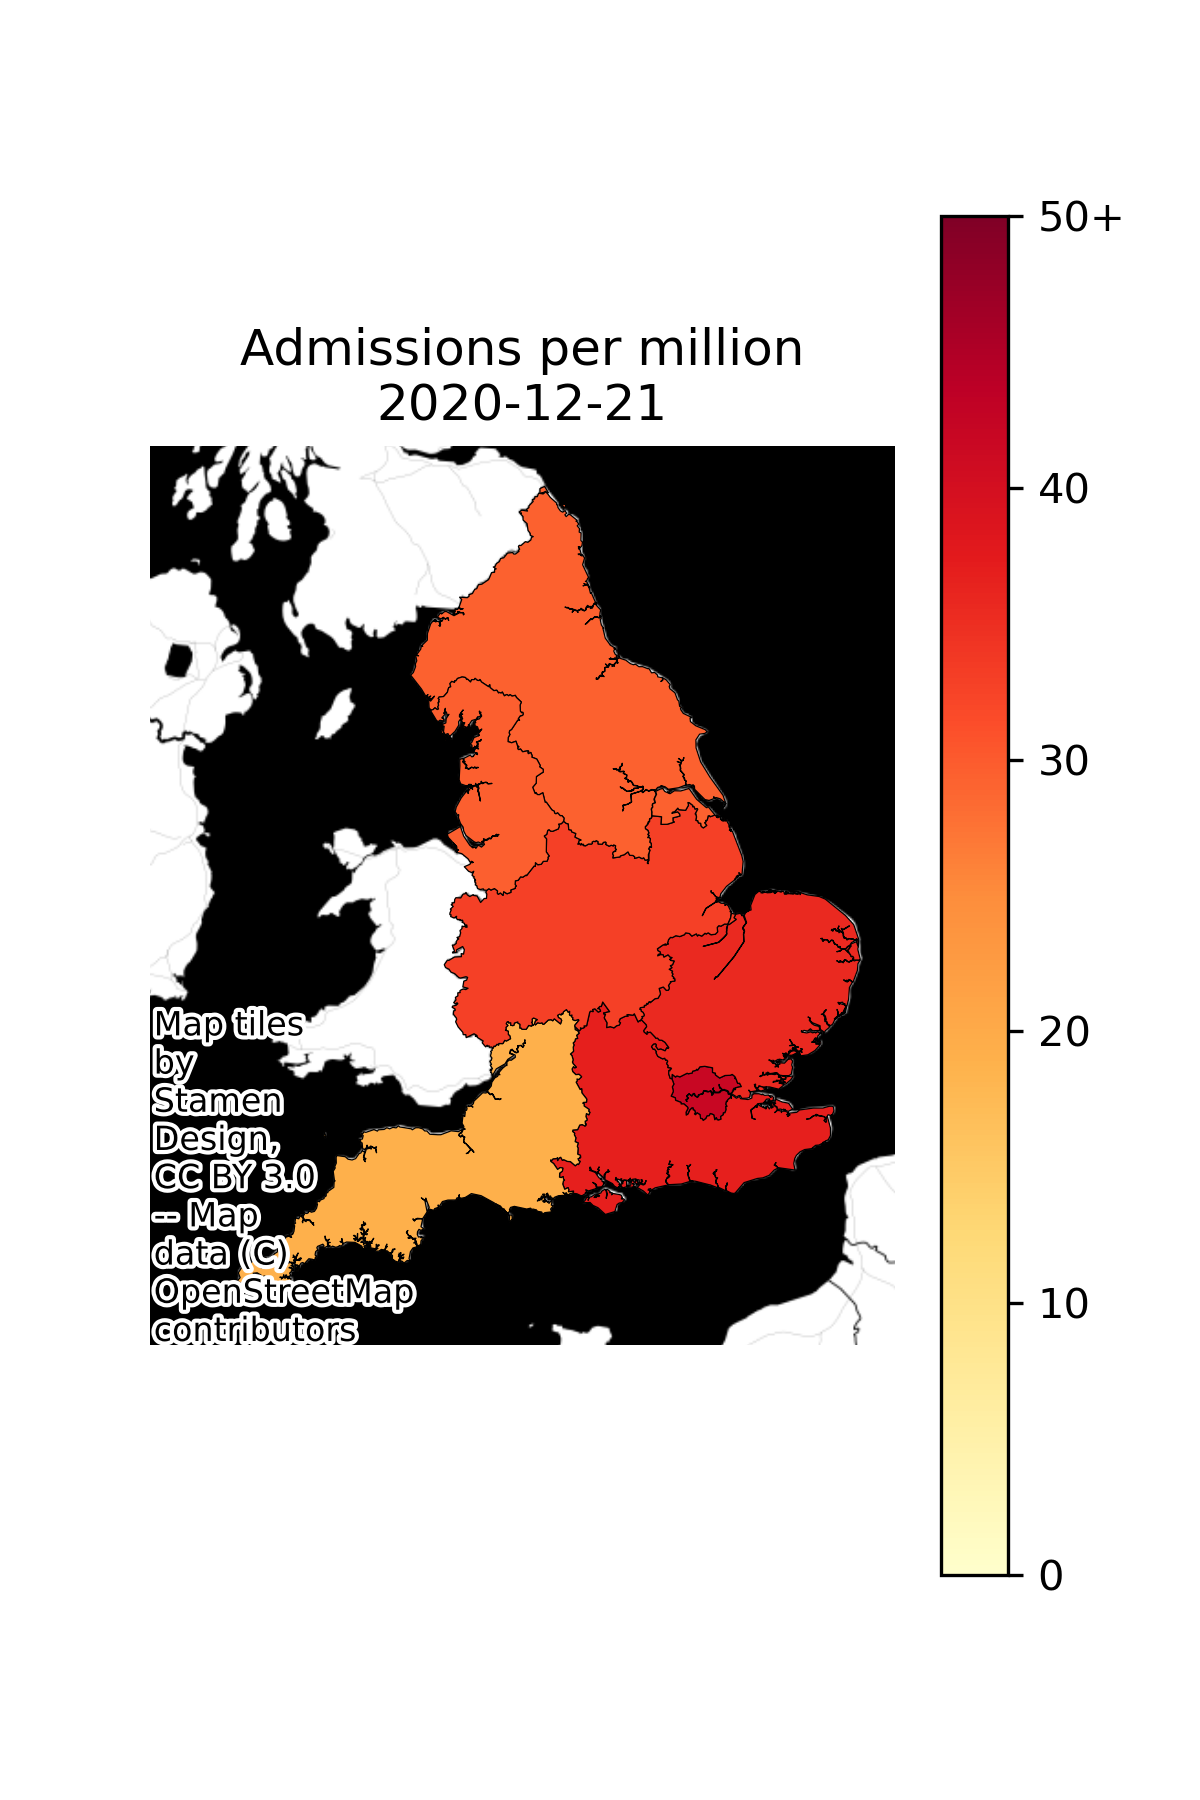 Admissions per million
2020-12-21
50+
40
30
20
10
0
Map tiles
by
Stamen
Design,
CC BY 3.0
-- Map
data (C)
OpenStreetMap
contributors